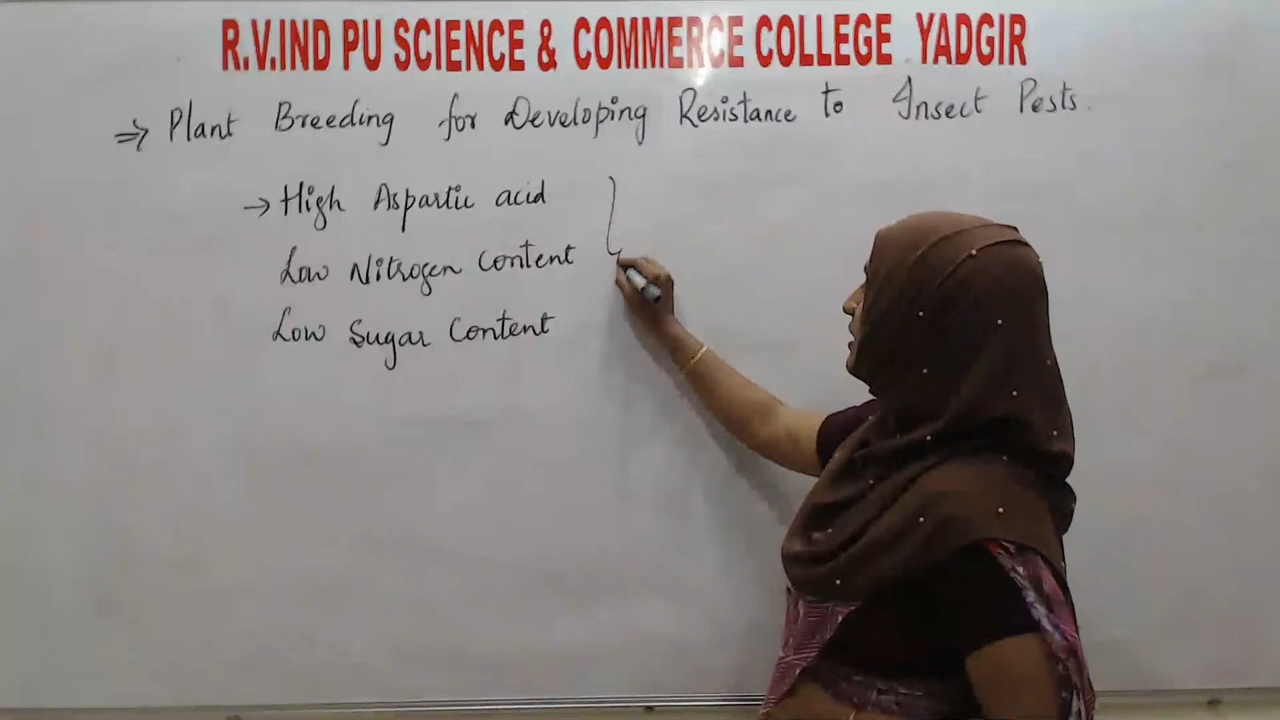 R.V.IND PU SCIENCE & COMMERCE COLLEGE YADGIR
⇒ Plant Breeding for Developing Resistance to Insect Pests.
→ High Aspartic acid
Low Nitrogen Content
Low Sugar Content